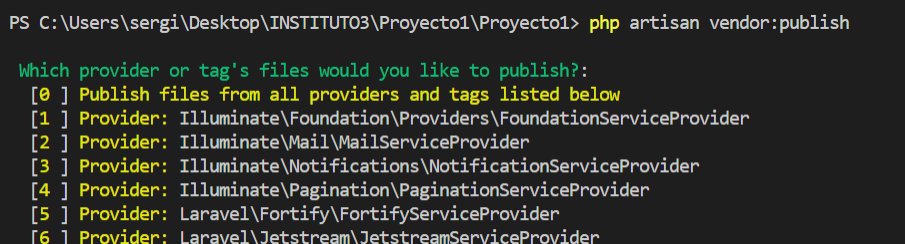 PS C:\Users\sergi\Desktop\INSTITUTO3\Proyecto1\Proyecto1> php artisan vendor:publish
Which provider or tag's files would you like to publish?:
[0 ] Publish files from all providers and tags listed below
[1 ] Provider: Illuminate\Foundation\Providers\FoundationServiceProvider
[2 ] Provider: Illuminate\Mail\MailServiceProvider
[3 ] Provider: Illuminate\Notifications\NotificationServiceProvider
[4 ] Provider: Illuminate\Pagination\PaginationServiceProvider
[5 ] Provider: Laravel\Fortify\FortifyServiceProvider
[6 ] Provider: Laravel\Jetstream\JetstreamServiceProvider